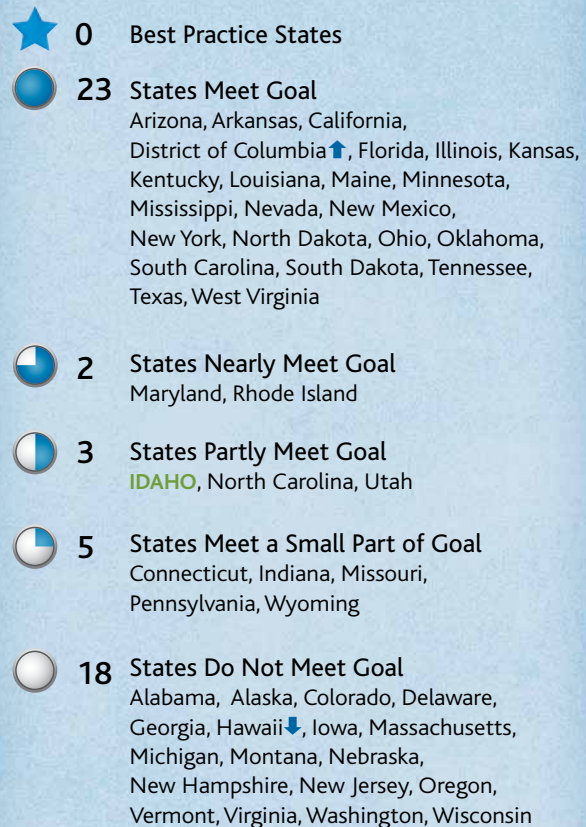 0 Best Practice States
23 States Meet Goal
Arizona, Arkansas, California,
District of Columbia⬆, Florida, Illinois, Kansas,
Kentucky, Louisiana, Maine, Minnesota,
Mississippi, Nevada, New Mexico,
New York, North Dakota, Ohio, Oklahoma,
South Carolina, South Dakota, Tennessee,
Texas, West Virginia
2 States Nearly Meet Goal
Maryland, Rhode Island
3 States Partly Meet Goal
IDAHO, North Carolina, Utah
5 States Meet a Small Part of Goal
Connecticut, Indiana, Missouri,
Pennsylvania, Wyoming
18 States Do Not Meet Goal
Alabama, Alaska, Colorado, Delaware,
Georgia, Hawaii⬇, Iowa, Massachusetts,
Michigan, Montana, Nebraska,
New Hampshire, New Jersey, Oregon,
Vermont, Virginia, Washington, Wisconsin